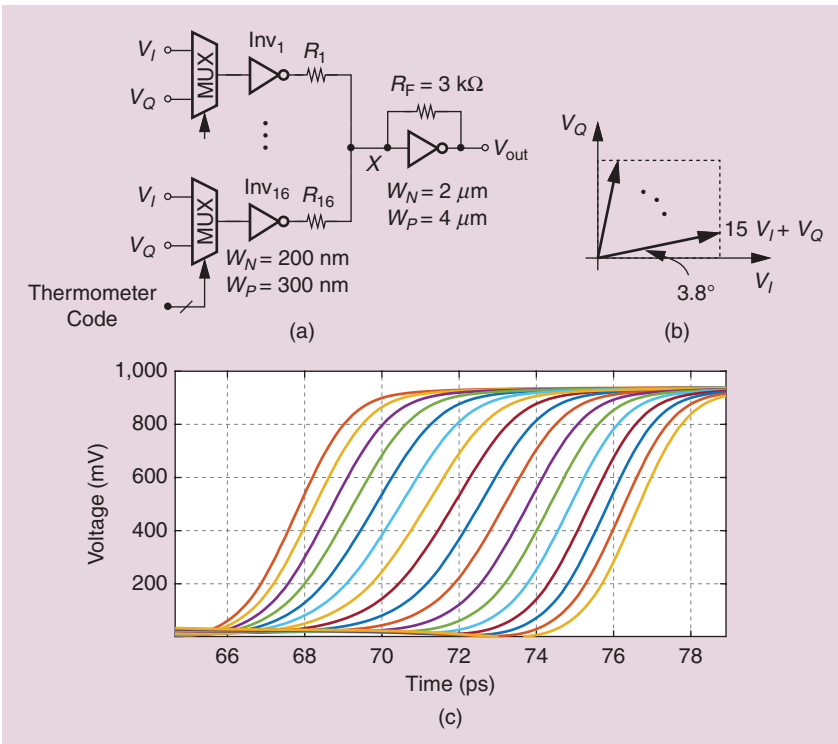 V_I
V_Q
MUX
Inv_1
R_1
R_F = 3 kΩ
X
V_out
W_N = 2 μm
W_P = 4 μm
V_I
V_Q
MUX
Inv_16
R_16
W_N = 200 nm
W_P = 300 nm
Thermometer
Code
(a)
V_Q
15 V_I + V_Q
V_I
3.8°
(b)
1,000
800
600
400
200
Voltage (mV)
66 68 70 72 74 76 78
Time (ps)
(c)